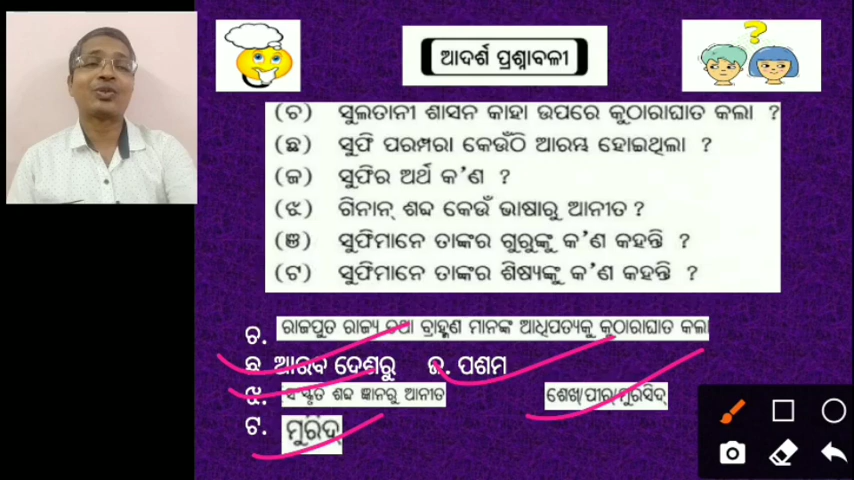 ଆଦର୍ଶ ପ୍ରଶ୍ନାବଳୀ
(ଚ) ସୁଲତାନୀ ଶାସନ କାହା ଉପରେ କୁଠାରାଘାତ କଲା ?
(ଛ) ସୁଫି ପରମ୍ପରା କେଉଁଠି ଆରମ୍ଭ ହୋଇଥିଲା ?
(ଜ) ସୁଫିର ଅର୍ଥ କ'ଣ ?
(ଝ) ଗିନାନ୍ ଶବ୍ଦ କେଉଁ ଭାଷାରୁ ଆନୀତ ?
(ଞ) ସୁଫିମାନେ ତାଙ୍କର ଗୁରୁଙ୍କୁ କ'ଣ କହନ୍ତି ?
(ଟ) ସୁଫିମାନେ ତାଙ୍କର ଶିଷ୍ୟଙ୍କୁ କ'ଣ କହନ୍ତି ?
ଚ. ରାଜପୁତ ରାଜ୍ୟ ତଥା ବ୍ରାହ୍ମଣ ମାନଙ୍କ ଆଧିପତ୍ୟକୁ କୁଠାରାଘାତ କଲା
ଛ ଆରବ ଦେଶରୁ ଜ. ପଶମ
ଝ. ସଂସ୍କୃତ ଶବ୍ଦ ଜ୍ଞାନରୁ ଆନୀତ ଶେଖ୍/ପୀର୍/ମୁରସିଦ୍
ଟ. ମୁରିଦ୍